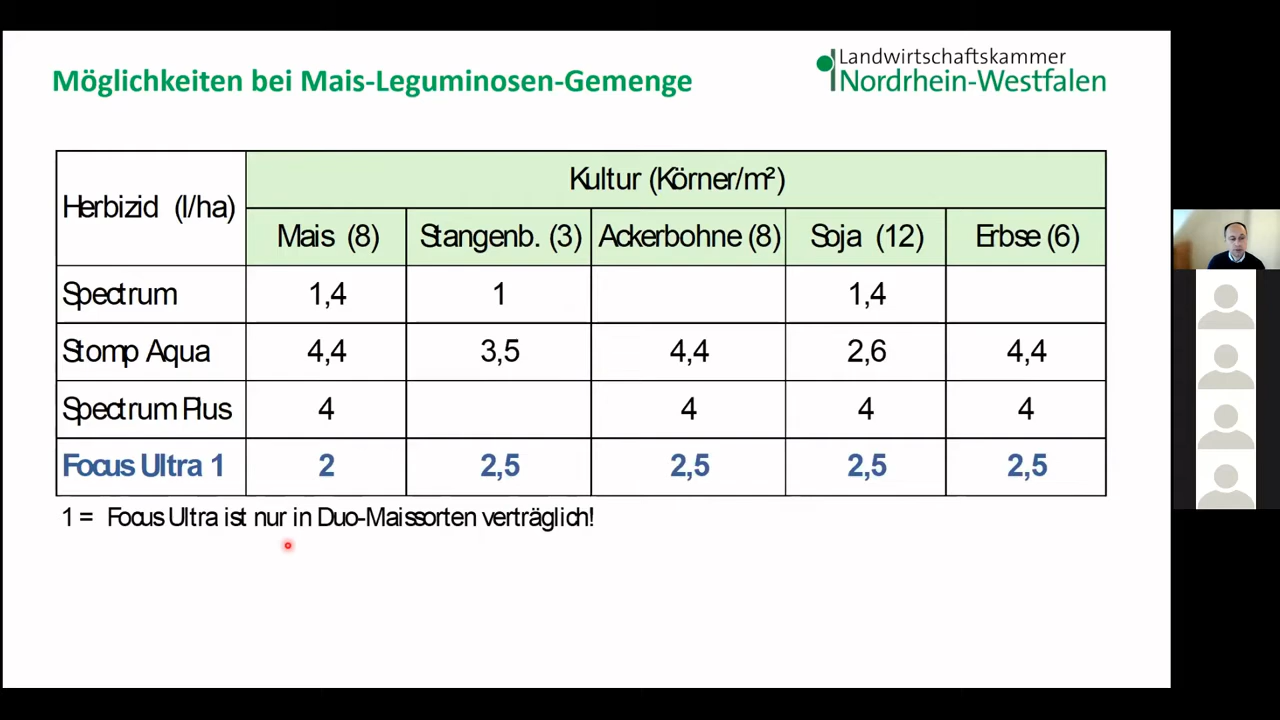 Möglichkeiten bei Mais-Leguminosen-Gemenge
Landwirtschaftskammer
Nordrhein-Westfalen
Herbizid (l/ha)
Kultur (Körner/m²)
Mais (8) Stangenb. (3) Ackerbohne (8) Soja (12) Erbse (6)
Spectrum 1,4 1 1,4
Stomp Aqua 4,4 3,5 4,4 2,6 4,4
Spectrum Plus 4 4 4 4
Focus Ultra 1 2 2,5 2,5 2,5 2,5
1 = Focus Ultra ist nur in Duo-Maissorten verträglich!